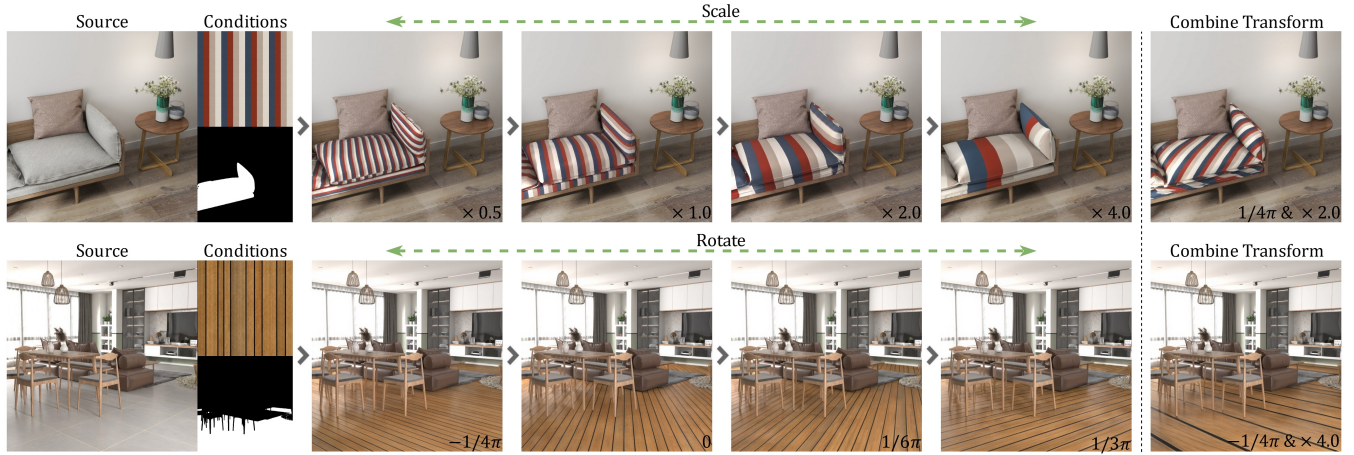 Source
Conditions
Scale
Combine Transform
× 0.5
× 1.0
× 2.0
× 4.0
1/4π & × 2.0
Source
Conditions
Rotate
Combine Transform
−1/4π
0
1/6π
1/3π
−1/4π & × 4.0